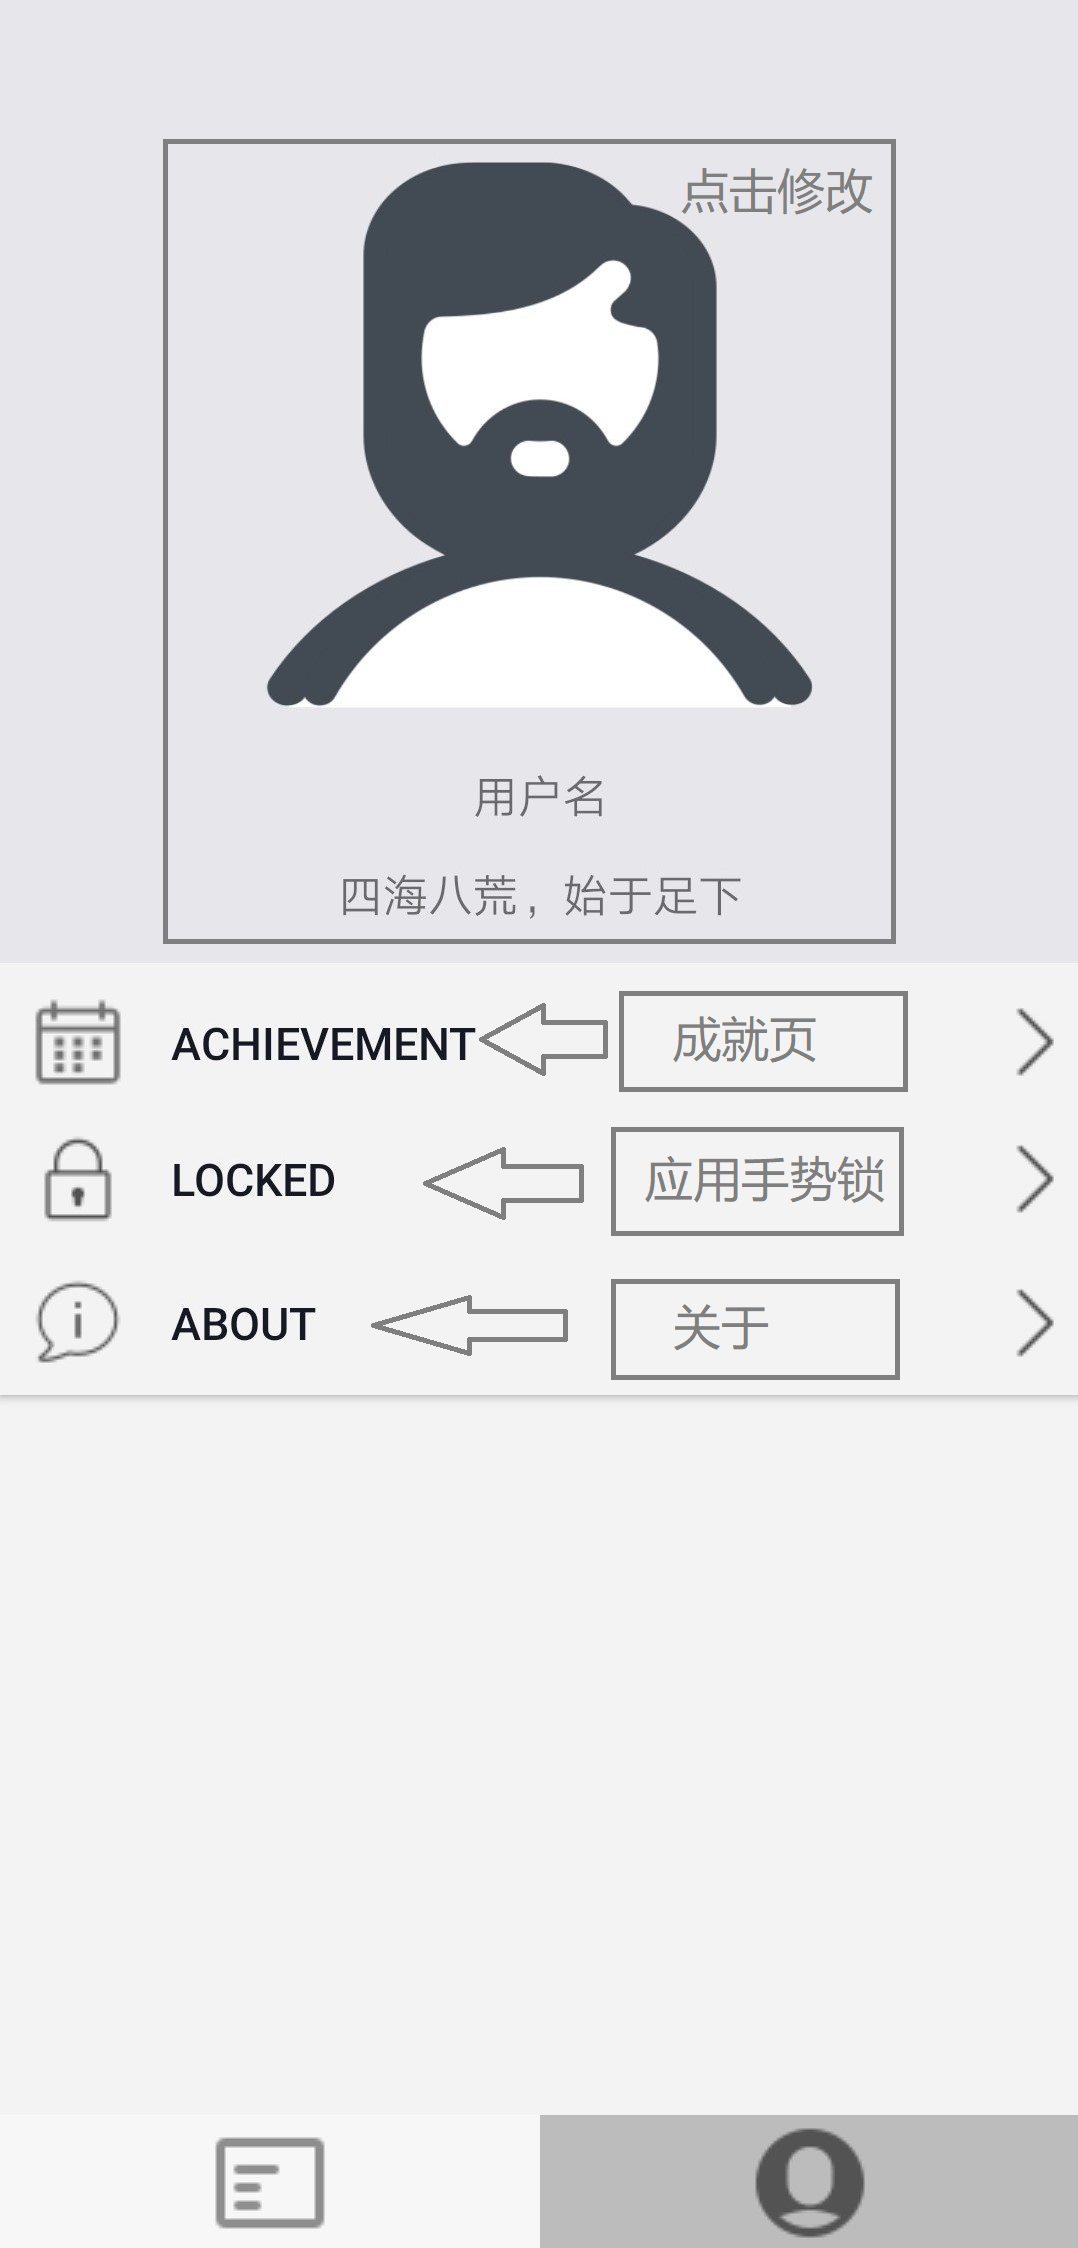 点击修改
用户名
四海八荒，始于足下
ACHIEVEMENT 成就页
LOCKED 应用手势锁
ABOUT 关于